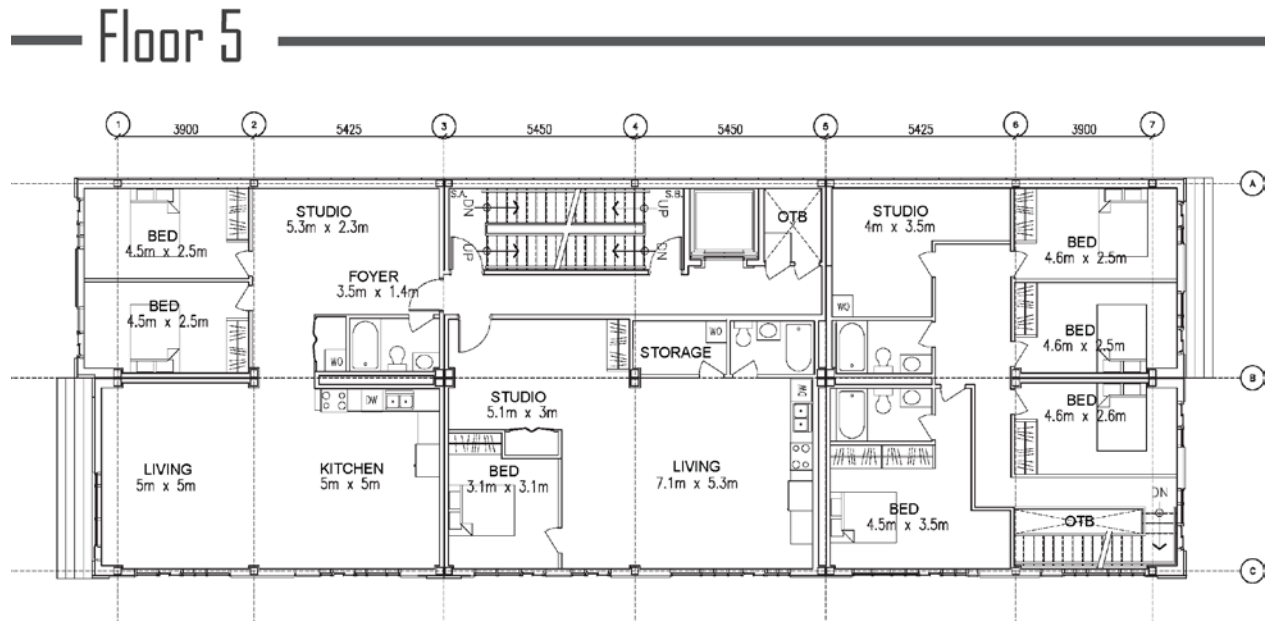 Floor 5
1 2 3 4 5 6 7
3900 5425 5450 5450 5425 3900
A
S.A.
DN
UP
S.B.
UP
DN
OTB
STUDIO
5.3m x 2.3m
STUDIO
4m x 3.5m
BED
4.5m x 2.5m
BED
4.6m x 2.5m
FOYER
3.5m x 1.4m
BED
4.5m x 2.5m
WO
WO
WO
STORAGE
BED
4.6m x 2.5m
B
DW
STUDIO
5.1m x 3m
BED
4.6m x 2.6m
LIVING
5m x 5m
KITCHEN
5m x 5m
BED
3.1m x 3.1m
LIVING
7.1m x 5.3m
BED
4.5m x 3.5m
DN
OTB
C